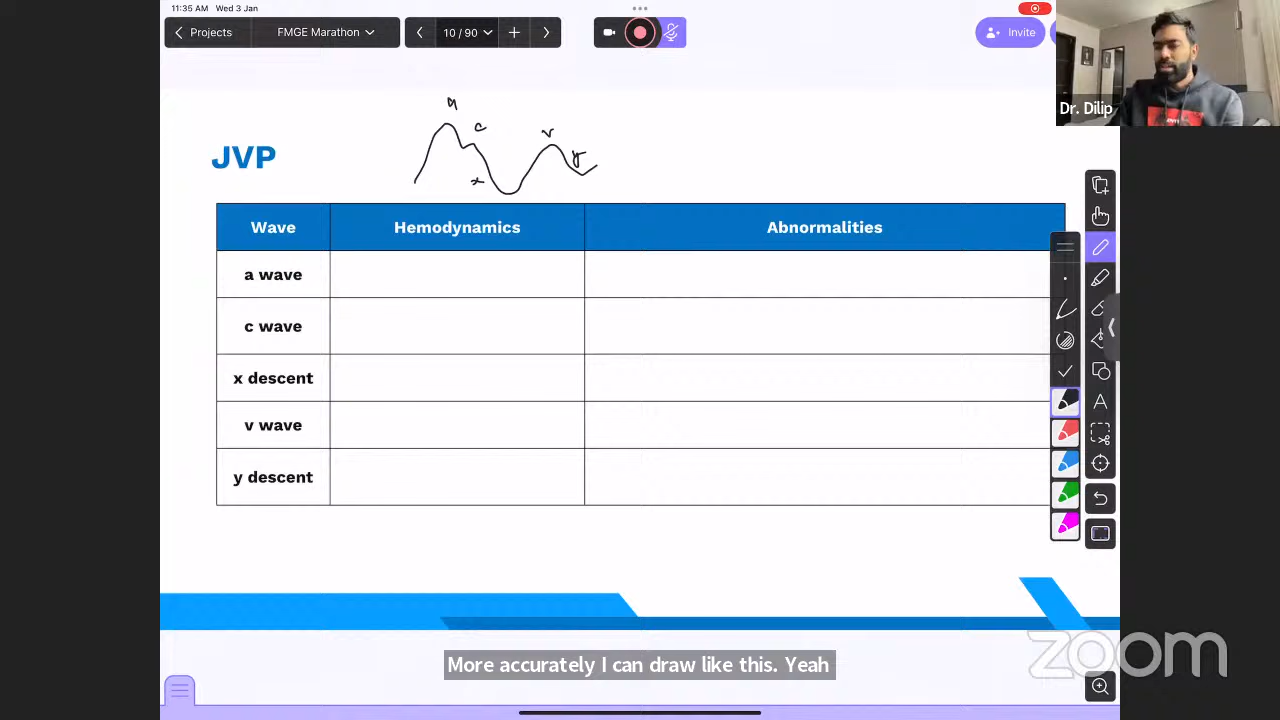 11:35 AM Wed 3 Jan
Projects
FMGE Marathon
10 / 90
Invite
Dr. Dilip
a
c
v
y
x
JVP
Wave Hemodynamics Abnormalities
a wave
c wave
x descent
v wave
y descent
A
More accurately I can draw like this. Yeah
zoom